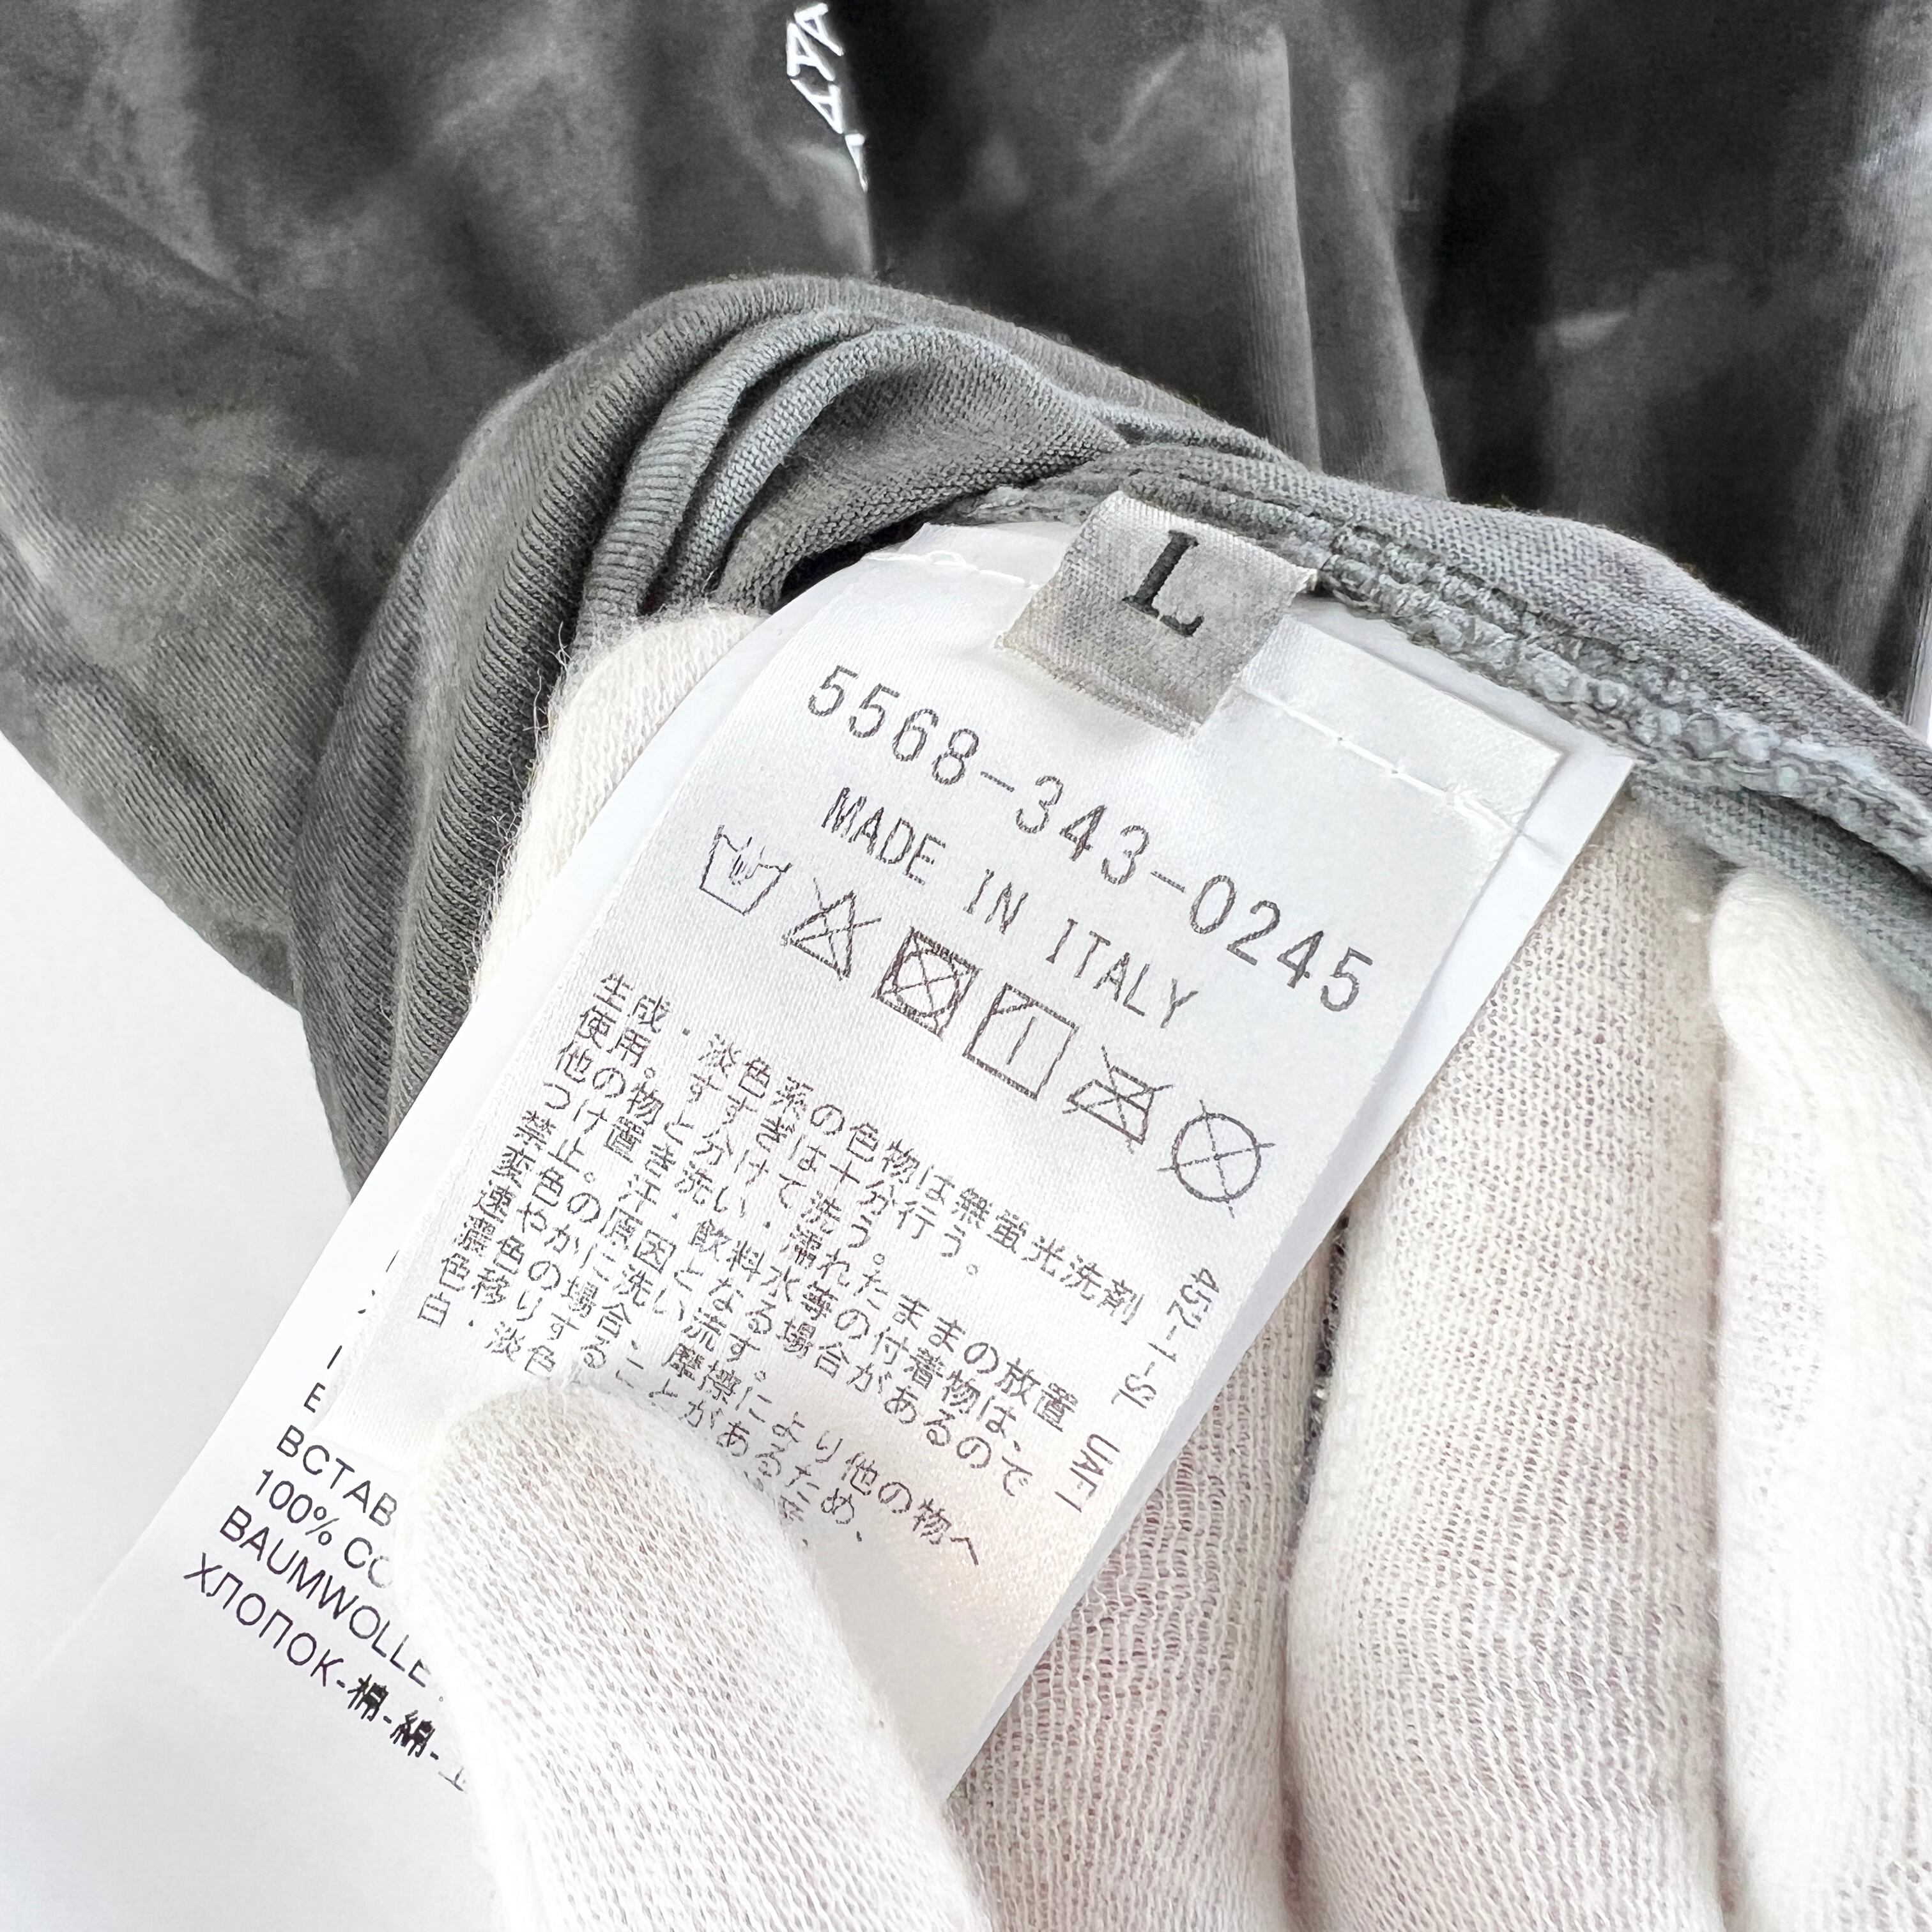 L
5568-343-0245
MADE IN ITALY
生成・淡色系の色物は無蛍光洗剤
使用。すすぎは十分行う。
他の物と分けて洗う。
つけ置き洗い・濡れたままの放置
禁止。汗・飲料水等の付着物は、
変色の原因となる場合があるので
速やかに洗い流す。
濃色の場合、摩擦により他の物へ
色移りすることがあるため、
白・淡色
452-1-SL UAF1
E
BCTAB
100%
BAUMWOLLE
ХЛОПОК-棉-綿-